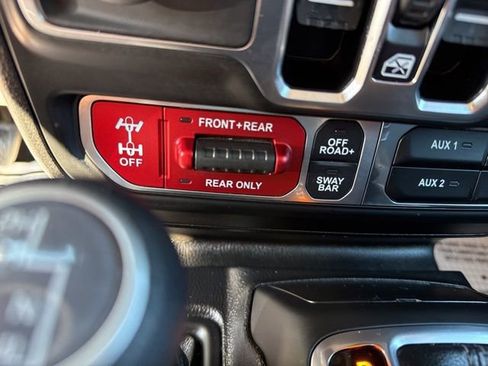 FRONT+REAR
OFF
REAR ONLY
OFF
ROAD+
SWAY
BAR
AUX 1
AUX 2